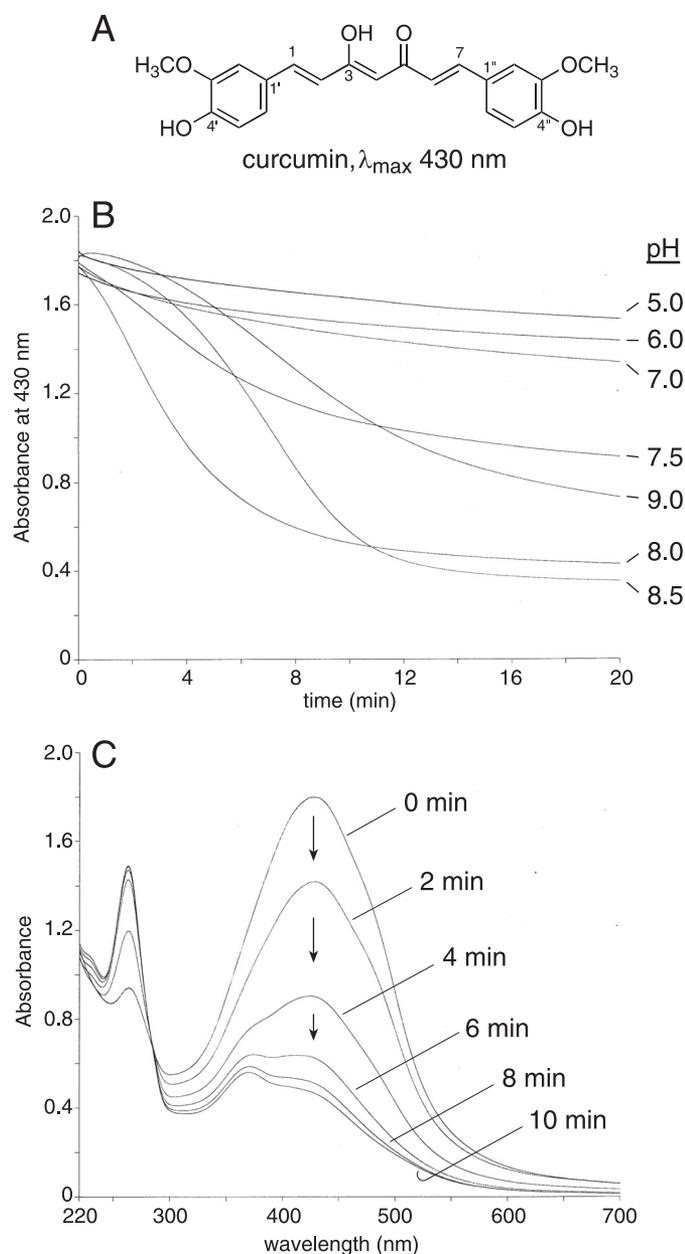 A
OH
O
H3CO
1
7
1"
OCH3
3
1'
HO
4'
4"
OH
curcumin, λmax 430 nm
B
2.0
1.6
1.2
0.8
0.4
0
Absorbance at 430 nm
pH
5.0
6.0
7.0
7.5
9.0
8.0
8.5
0 4 8 12 16 20
time (min)
C
2.0
1.6
1.2
0.8
0.4
0
Absorbance
0 min
2 min
4 min
6 min
8 min
10 min
220 300 400 500 600 700
wavelength (nm)